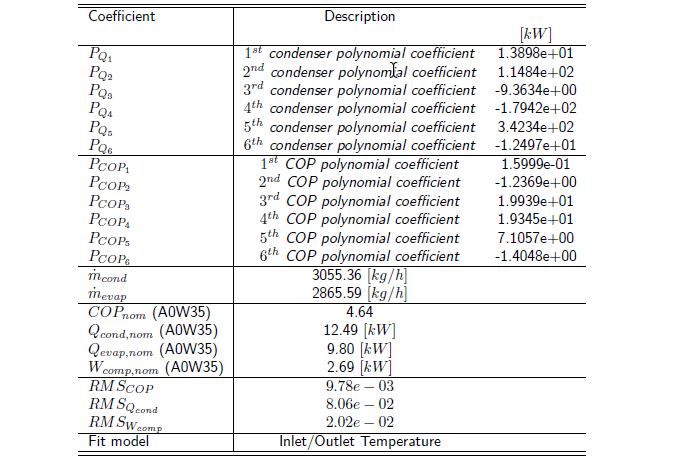 Coefficient Description
[kW]
P_{Q_1} 1^{st} condenser polynomial coefficient 1.3898e+01
P_{Q_2} 2^{nd} condenser polynomial coefficient 1.1484e+02
P_{Q_3} 3^{rd} condenser polynomial coefficient -9.3634e+00
P_{Q_4} 4^{th} condenser polynomial coefficient -1.7942e+02
P_{Q_5} 5^{th} condenser polynomial coefficient 3.4234e+02
P_{Q_6} 6^{th} condenser polynomial coefficient -1.2497e+01
P_{COP_1} 1^{st} COP polynomial coefficient 1.5999e-01
P_{COP_2} 2^{nd} COP polynomial coefficient -1.2369e+00
P_{COP_3} 3^{rd} COP polynomial coefficient 1.9939e+01
P_{COP_4} 4^{th} COP polynomial coefficient 1.9345e+01
P_{COP_5} 5^{th} COP polynomial coefficient 7.1057e+00
P_{COP_6} 6^{th} COP polynomial coefficient -1.4048e+00
ṁ_{cond} 3055.36 [kg/h]
ṁ_{evap} 2865.59 [kg/h]
COP_{nom} (A0W35) 4.64
Q_{cond,nom} (A0W35) 12.49 [kW]
Q_{evap,nom} (A0W35) 9.80 [kW]
W_{comp,nom} (A0W35) 2.69 [kW]
RMS_{COP} 9.78e − 03
RMS_{Q_{cond}} 8.06e − 02
RMS_{W_{comp}} 2.02e − 02
Fit model Inlet/Outlet Temperature